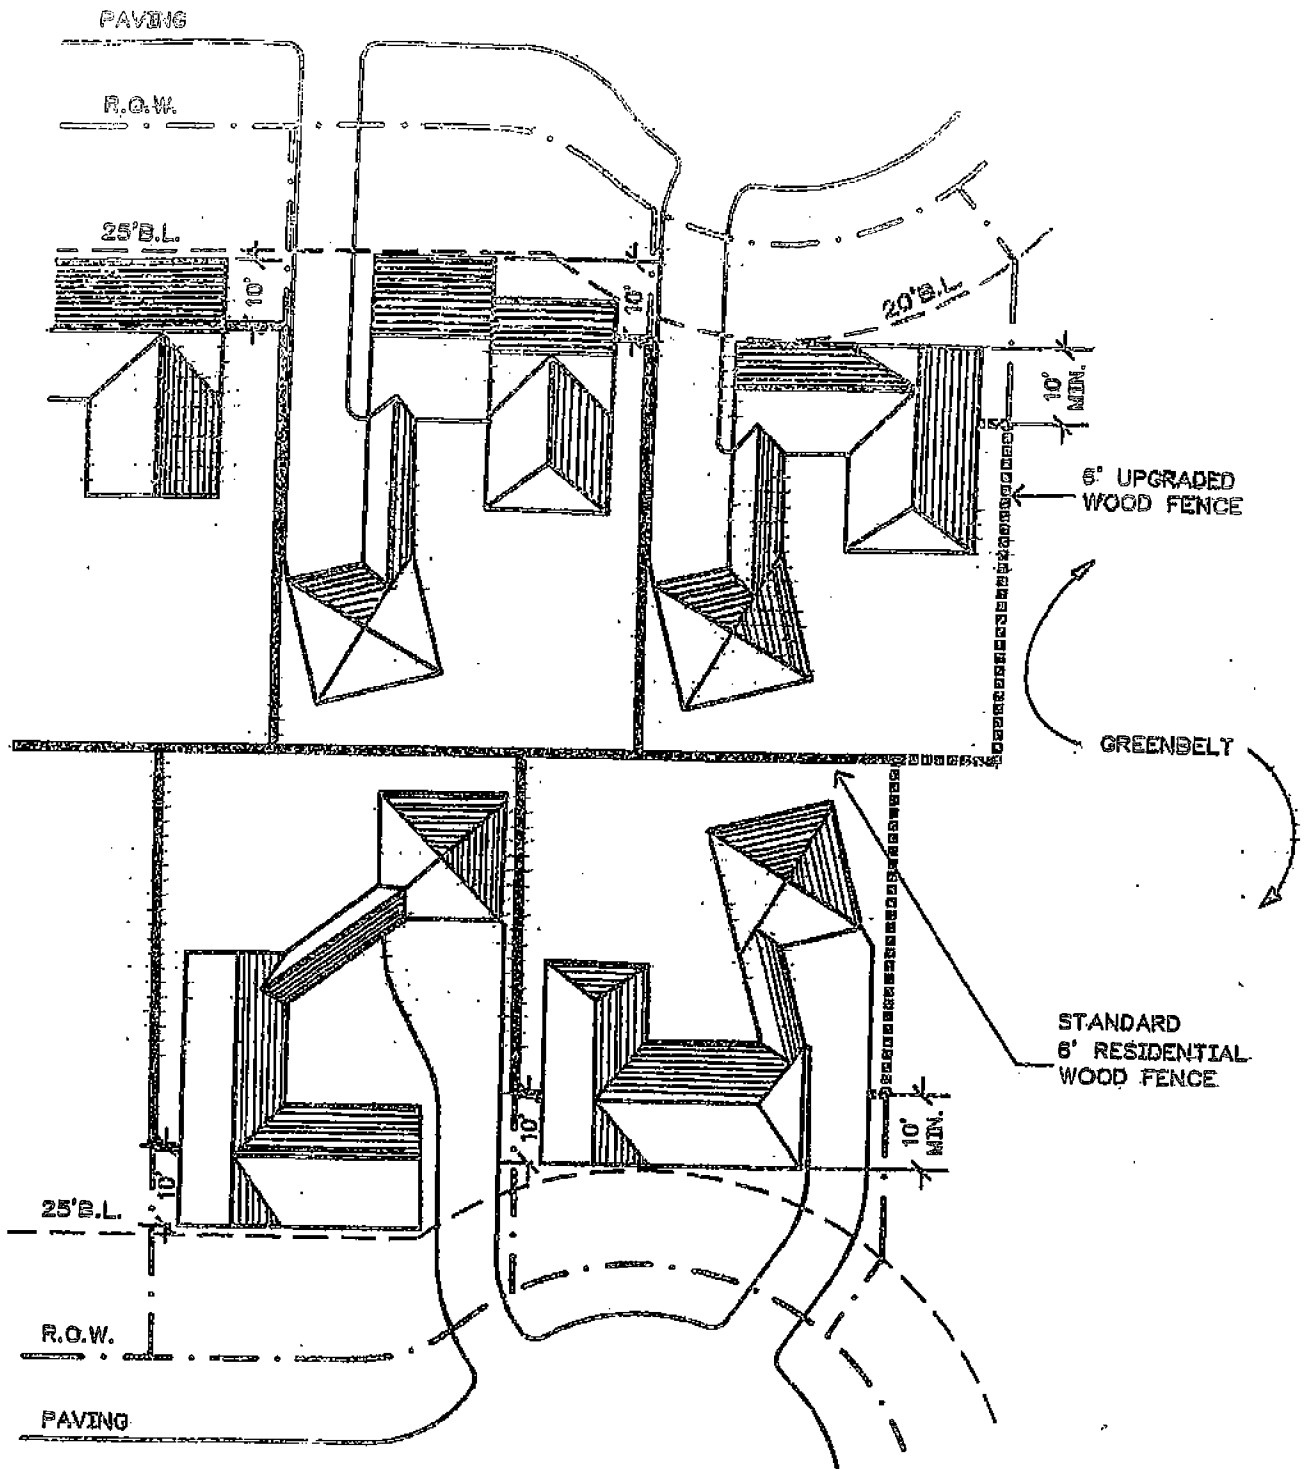 PAVING
R.O.W.
25'B.L.
10'
10'
20'B.L.
10'
MIN.
6' UPGRADED
WOOD FENCE
GREENBELT
STANDARD
6' RESIDENTIAL
WOOD FENCE
10'
MIN.
10'
10'
25'B.L.
R.O.W.
PAVING